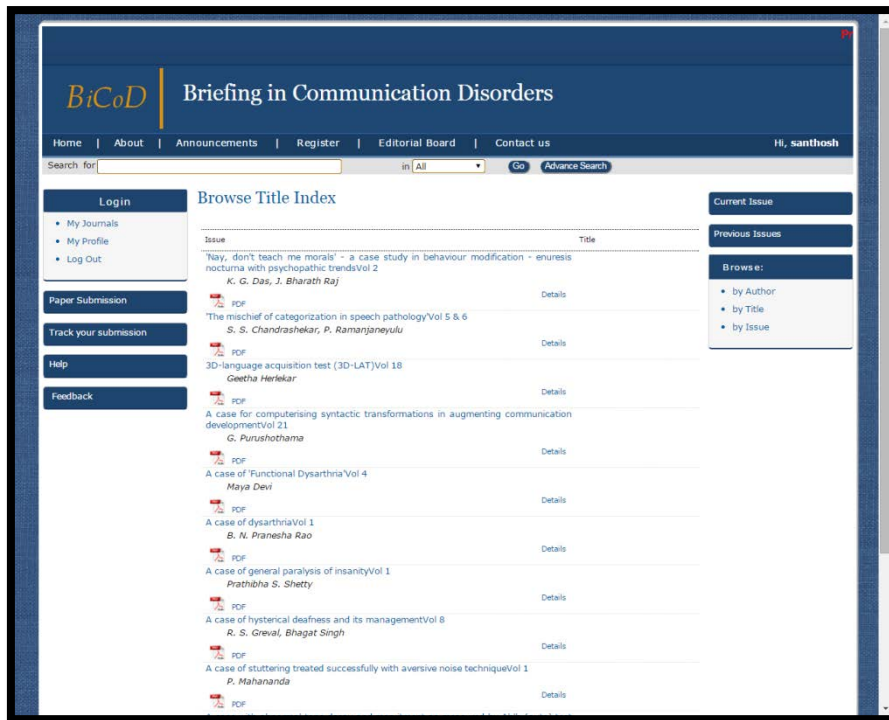 Pr
BiCoD
Briefing in Communication Disorders
Home | About | Announcements | Register | Editorial Board | Contact us
Hi, santhosh
Search for in All Go Advance Search
Login
• My Journals
• My Profile
• Log Out
Paper Submission
Track your submission
Help
Feedback
Browse Title Index
Issue Title
'Nay, don't teach me morals' - a case study in behaviour modification - enuresis
nocturna with psychopathic trendsVol 2
K. G. Das, J. Bharath Raj
PDF Details
'The mischief of categorization in speech pathology'Vol 5 & 6
S. S. Chandrashekar, P. Ramanjaneyulu
PDF Details
3D-language acquisition test (3D-LAT)Vol 18
Geetha Herlekar
PDF Details
A case for computerising syntactic transformations in augmenting communication
developmentVol 21
G. Purushothama
PDF Details
A case of 'Functional Dysarthria'Vol 4
Maya Devi
PDF Details
A case of dysarthriaVol 1
B. N. Pranesha Rao
PDF Details
A case of general paralysis of insanityVol 1
Prathibha S. Shetty
PDF Details
A case of hysterical deafness and its managementVol 8
R. S. Greval, Bhagat Singh
PDF Details
A case of stuttering treated successfully with aversive noise techniqueVol 1
P. Mahananda
PDF Details
Current Issue
Previous Issues
Browse:
• by Author
• by Title
• by Issue